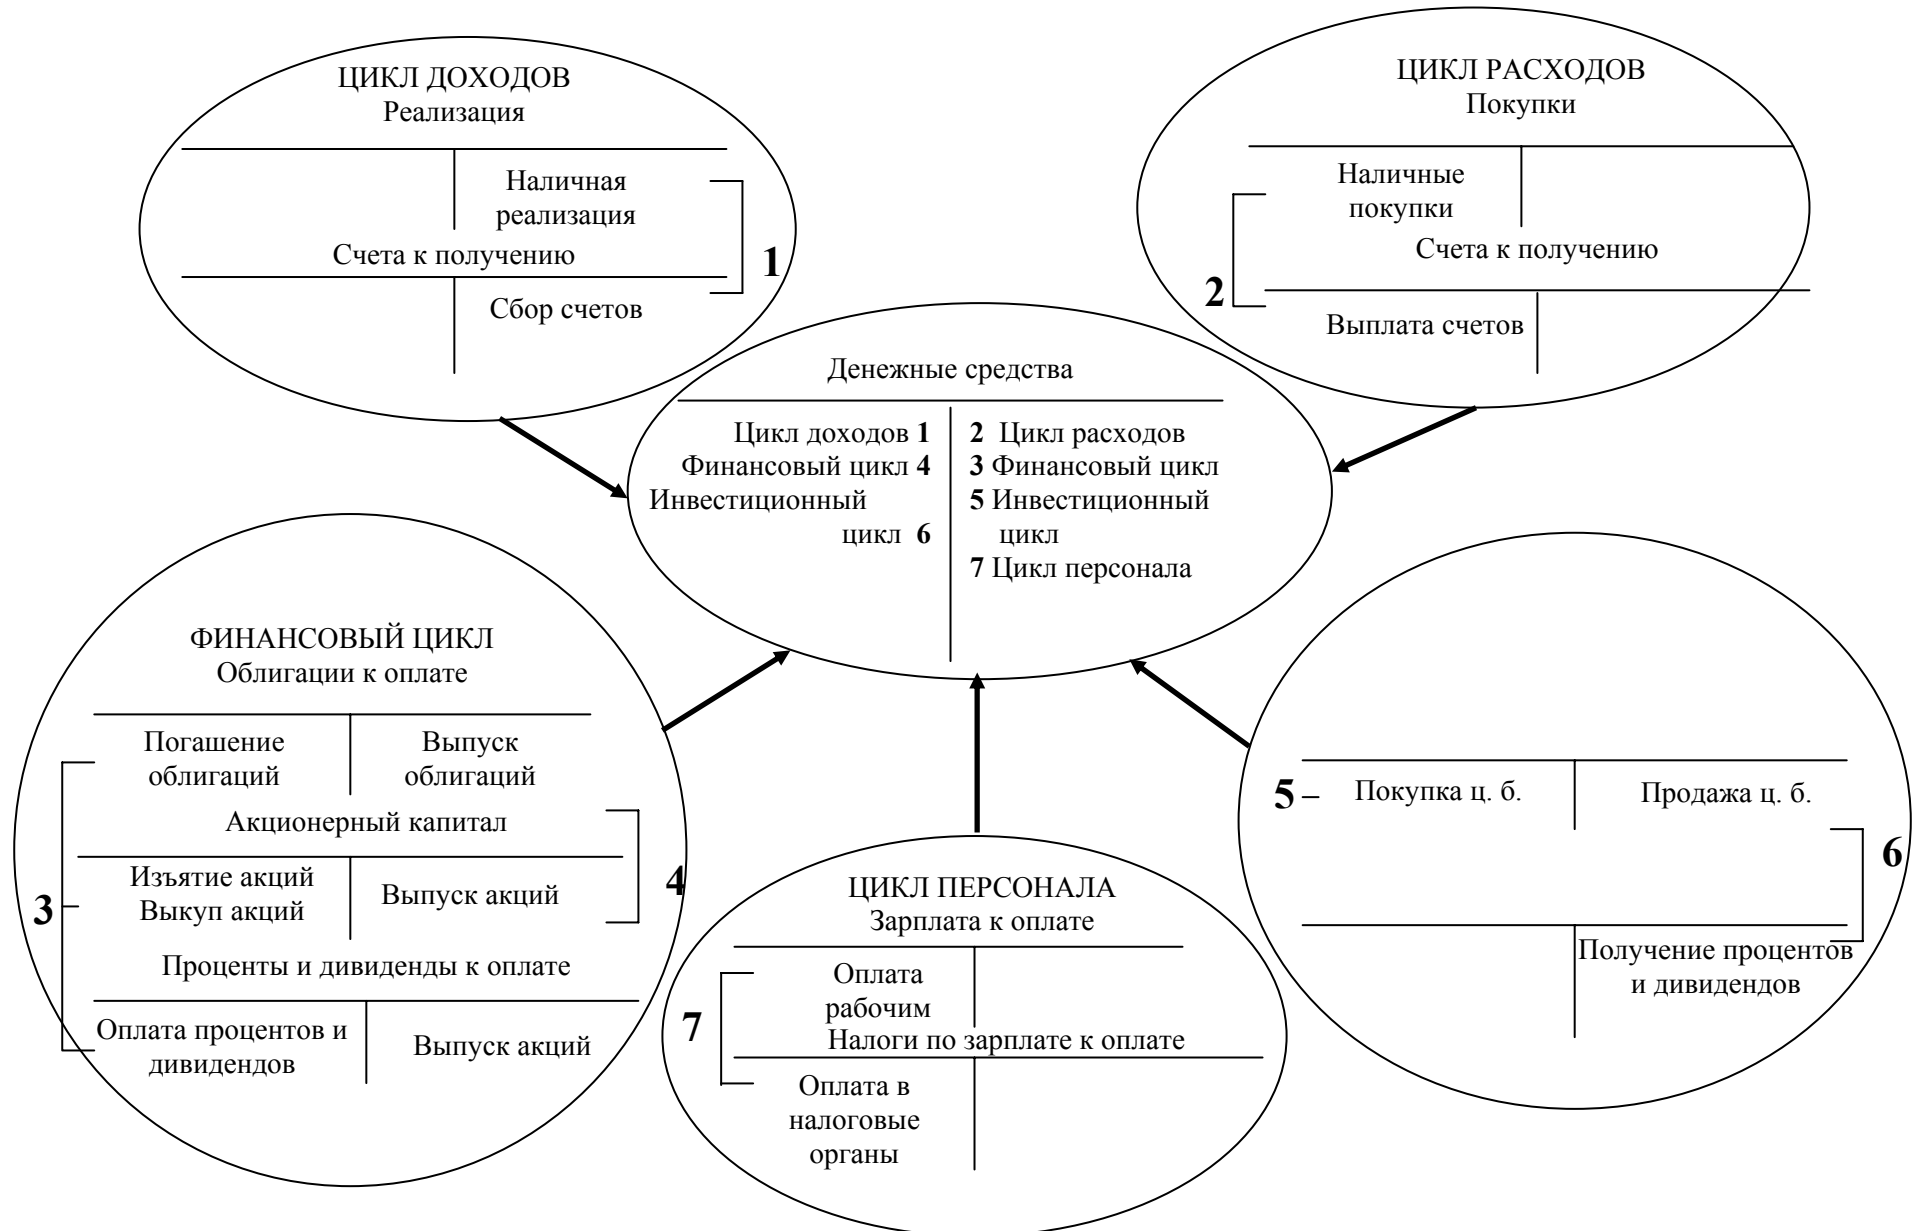 ЦИКЛ ДОХОДОВ
Реализация
Наличная
реализация
Счета к получению
1
Сбор счетов
ЦИКЛ РАСХОДОВ
Покупки
Наличные
покупки
Счета к получению
2
Выплата счетов
Денежные средства
Цикл доходов 1
Финансовый цикл 4
Инвестиционный
цикл 6
2 Цикл расходов
3 Финансовый цикл
5 Инвестиционный
цикл
7 Цикл персонала
ФИНАНСОВЫЙ ЦИКЛ
Облигации к оплате
Погашение
облигаций
Выпуск
облигаций
Акционерный капитал
Изъятие акций
Выкуп акций
Выпуск акций
3
4
Проценты и дивиденды к оплате
Оплата процентов и
дивидендов
Выпуск акций
ЦИКЛ ПЕРСОНАЛА
Зарплата к оплате
Оплата
рабочим
7
Налоги по зарплате к оплате
Оплата в
налоговые
органы
5 –
Покупка ц. б.
Продажа ц. б.
6
Получение процентов
и дивидендов